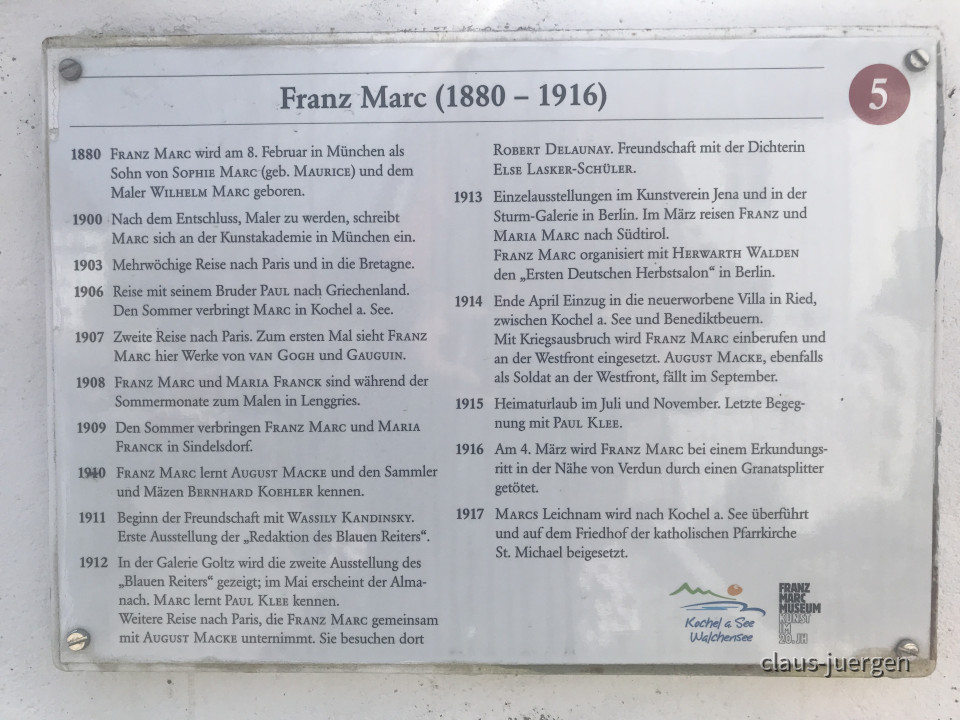 Franz Marc (1880 – 1916)
5
1880 FRANZ MARC wird am 8. Februar in München als
Sohn von SOPHIE MARC (geb. MAURICE) und dem
Maler WILHELM MARC geboren.
1900 Nach dem Entschluss, Maler zu werden, schreibt
MARC sich an der Kunstakademie in München ein.
1903 Mehrwöchige Reise nach Paris und in die Bretagne.
1906 Reise mit seinem Bruder PAUL nach Griechenland.
Den Sommer verbringt MARC in Kochel a. See.
1907 Zweite Reise nach Paris. Zum ersten Mal sieht FRANZ
MARC hier Werke von VAN GOGH und GAUGUIN.
1908 FRANZ MARC und MARIA FRANCK sind während der
Sommermonate zum Malen in Lenggries.
1909 Den Sommer verbringen FRANZ MARC und MARIA
FRANCK in Sindelsdorf.
1910 FRANZ MARC lernt AUGUST MACKE und den Sammler
und Mäzen BERNHARD KOEHLER kennen.
1911 Beginn der Freundschaft mit WASSILY KANDINSKY.
Erste Ausstellung der „Redaktion des Blauen Reiters“.
1912 In der Galerie Goltz wird die zweite Ausstellung des
„Blauen Reiters“ gezeigt; im Mai erscheint der Alma-
nach. MARC lernt PAUL KLEE kennen.
Weitere Reise nach Paris, die FRANZ MARC gemeinsam
mit AUGUST MACKE unternimmt. Sie besuchen dort
ROBERT DELAUNAY. Freundschaft mit der Dichterin
ELSE LASKER-SCHÜLER.
1913 Einzelausstellungen im Kunstverein Jena und in der
Sturm-Galerie in Berlin. Im März reisen FRANZ und
MARIA MARC nach Südtirol.
FRANZ MARC organisiert mit HERWARTH WALDEN
den „Ersten Deutschen Herbstsalon“ in Berlin.
1914 Ende April Einzug in die neuerworbene Villa in Ried,
zwischen Kochel a. See und Benediktbeuern.
Mit Kriegsausbruch wird FRANZ MARC einberufen und
an der Westfront eingesetzt. AUGUST MACKE, ebenfalls
als Soldat an der Westfront, fällt im September.
1915 Heimaturlaub im Juli und November. Letzte Begeg-
nung mit PAUL KLEE.
1916 Am 4. März wird FRANZ MARC bei einem Erkundungs-
ritt in der Nähe von Verdun durch einen Granatsplitter
getötet.
1917 MARCS Leichnam wird nach Kochel a. See überführt
und auf dem Friedhof der katholischen Pfarrkirche
St. Michael beigesetzt.
Kochel a See
Walchensee
FRANZ
MARC
MUSEUM
KUNST
IM
20.JH
claus-juergen